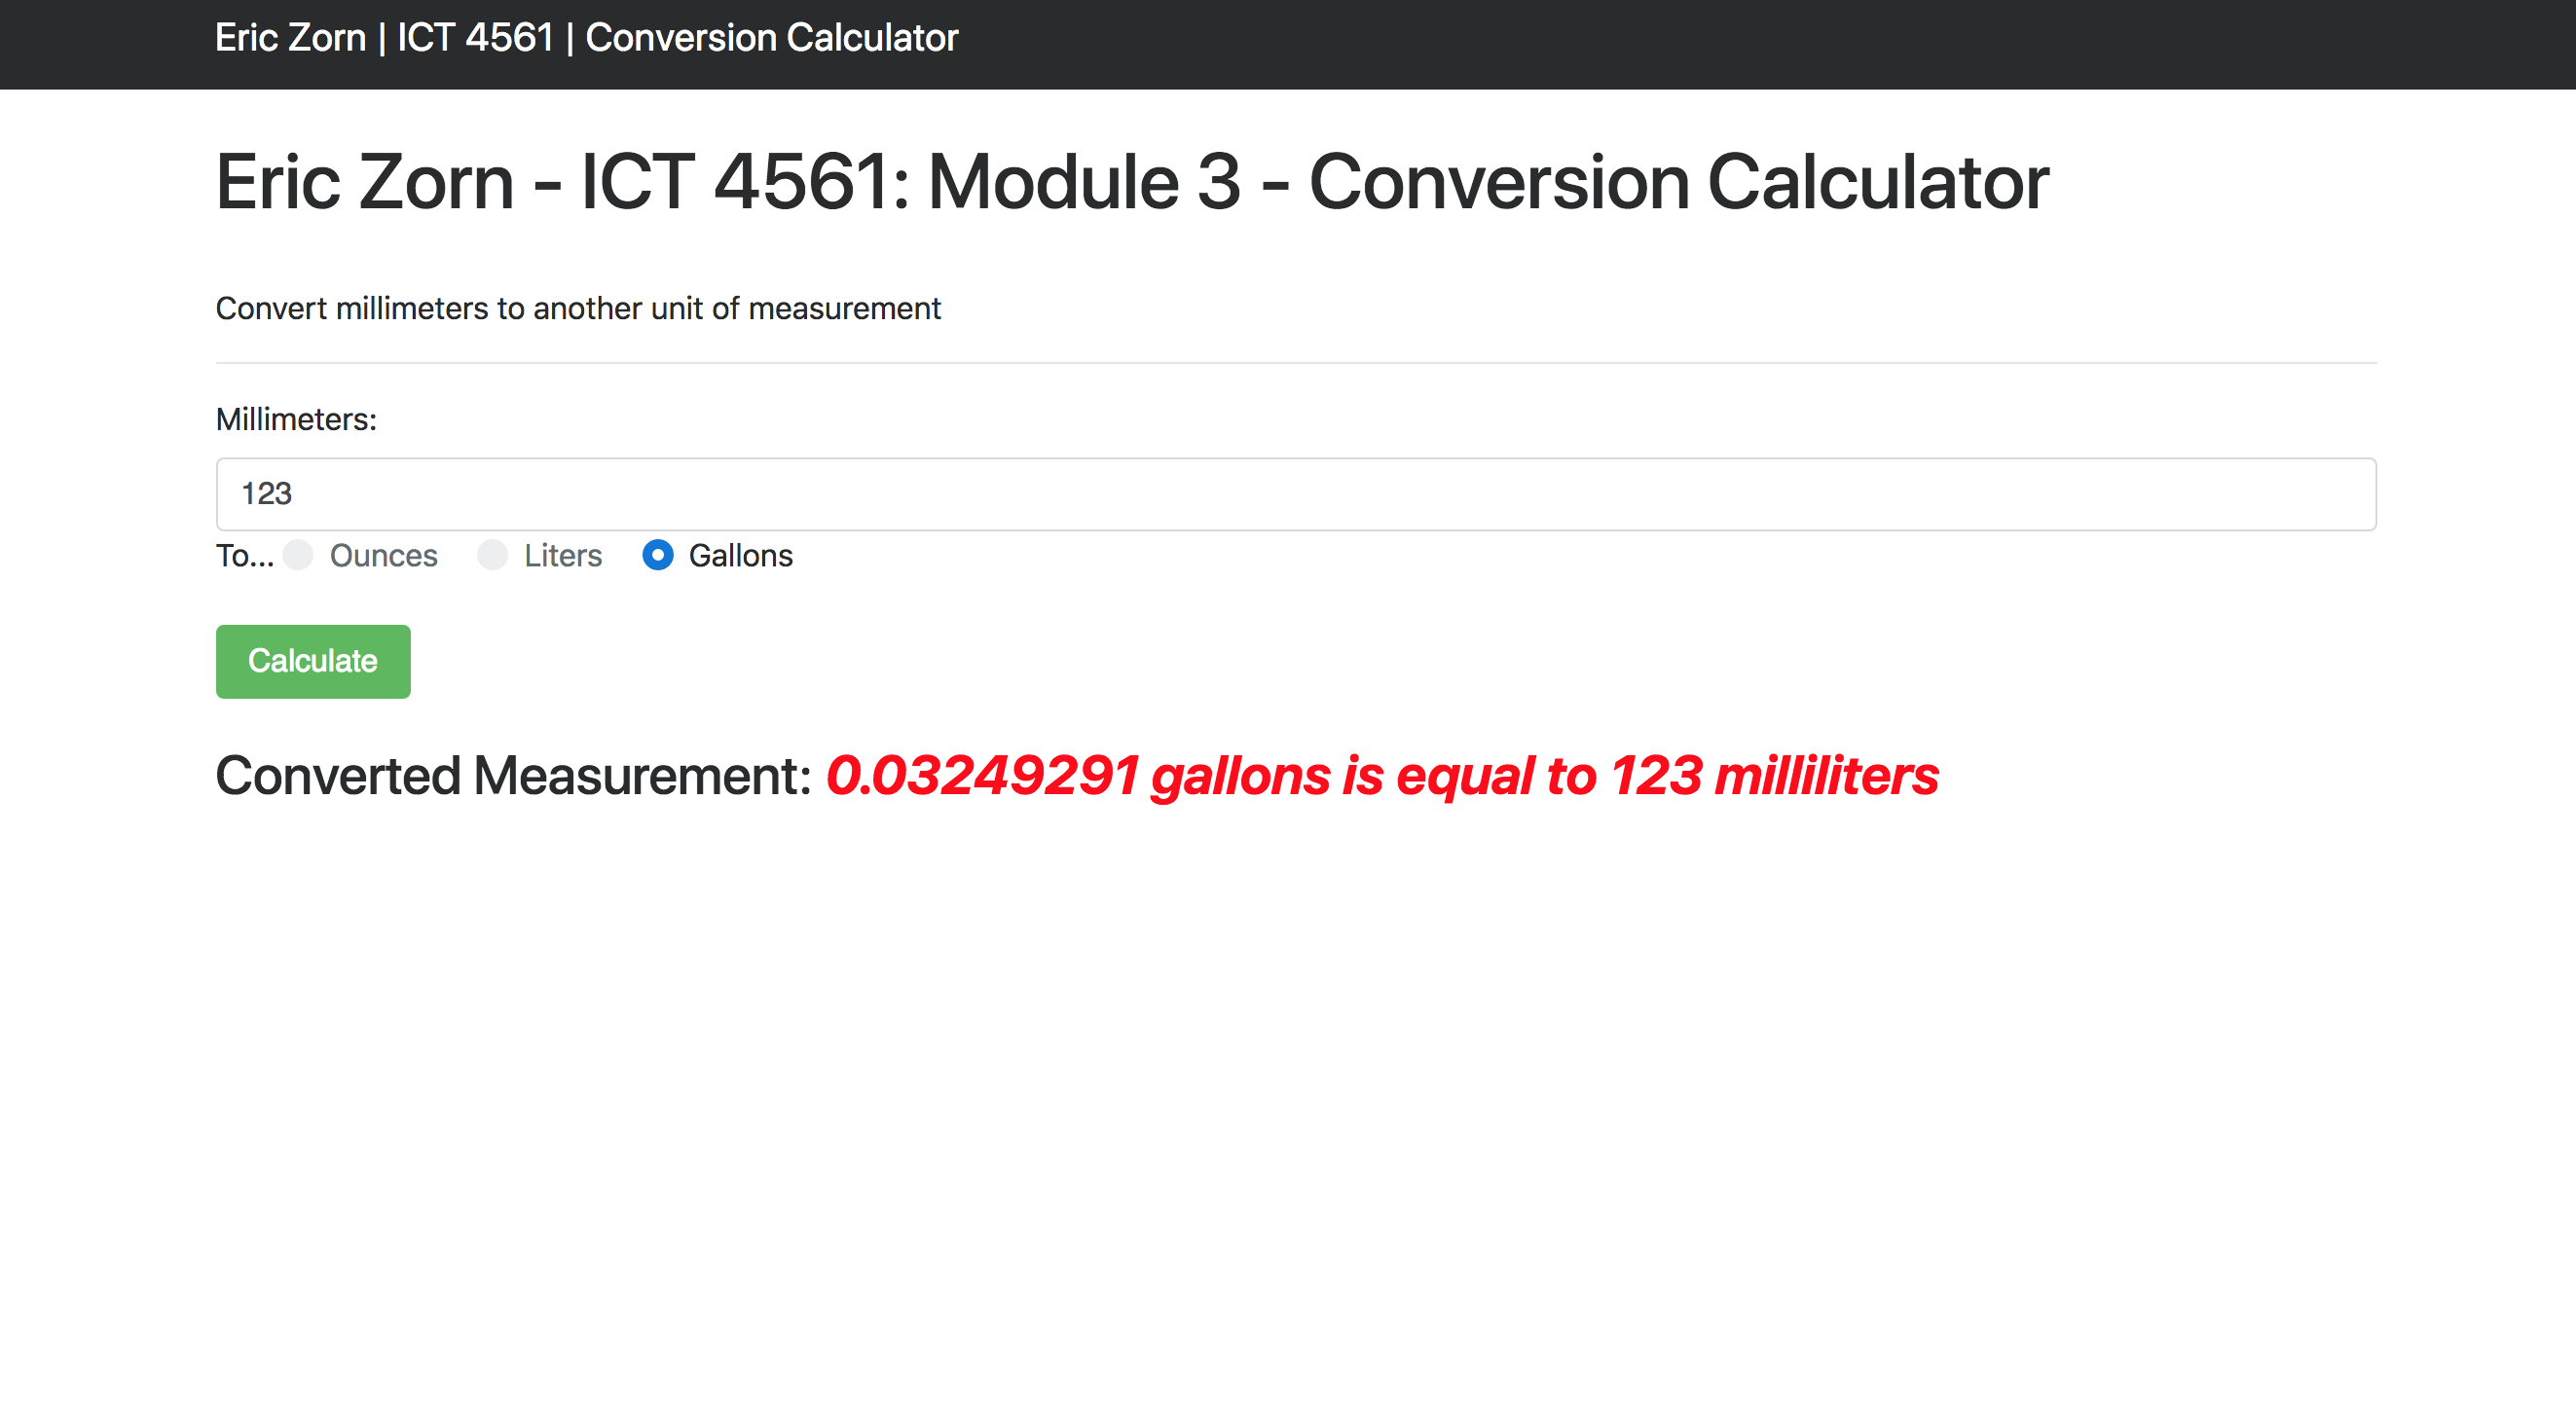 Eric Zorn | ICT 4561 | Conversion Calculator
Eric Zorn - ICT 4561: Module 3 - Conversion Calculator
Convert millimeters to another unit of measurement
Millimeters:
123
To... Ounces Liters Gallons
Calculate
Converted Measurement: 0.03249291 gallons is equal to 123 milliliters